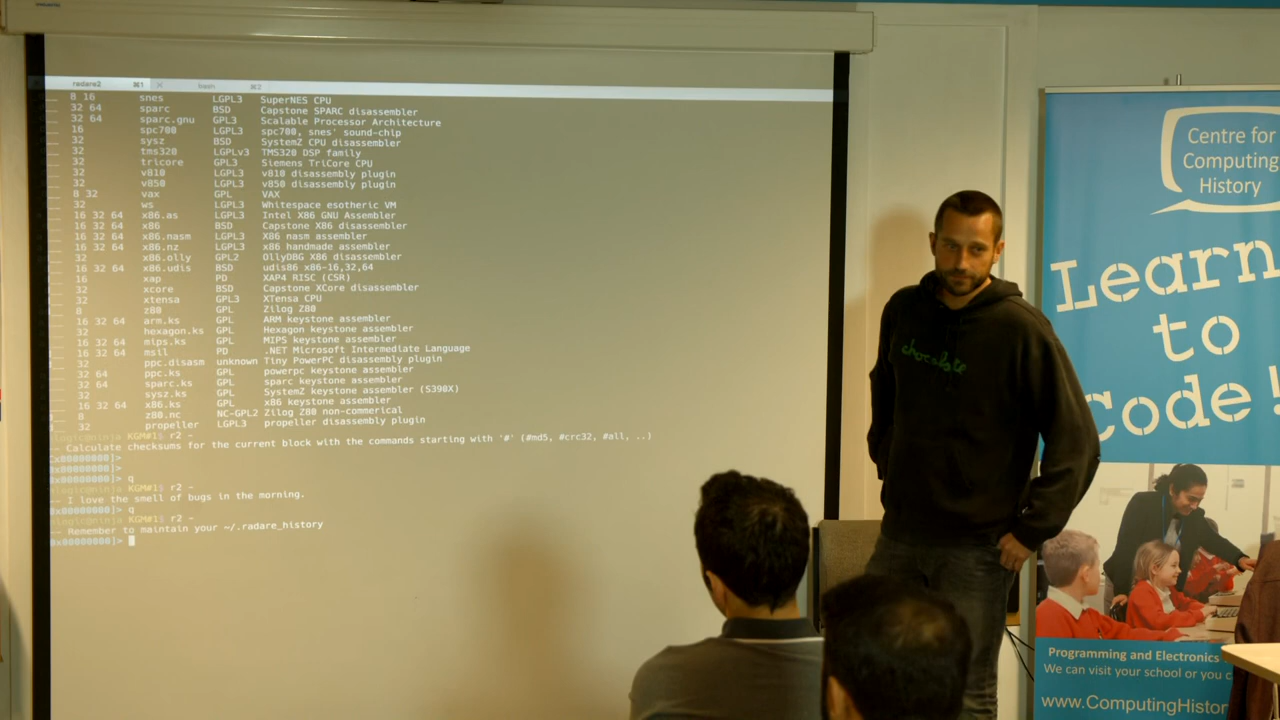 redare2 ⌘1 × bash ⌘2
8 16 snes LGPL3 SuperNES CPU
32 64 sparc BSD Capstone SPARC disassembler
32 64 sparc.gnu GPL3 Scalable Processor Architecture
16 spc700 LGPL3 spc700, snes' sound-chip
32 sysz BSD SystemZ CPU disassembler
32 tms320 LGPLv3 TMS320 DSP family
32 tricore GPL3 Siemens TriCore CPU
32 v810 LGPL3 v810 disassembly plugin
32 v850 LGPL3 v850 disassembly plugin
8 32 vax GPL VAX
32 ws LGPL3 Whitespace esotheric VM
16 32 64 x86.as LGPL3 Intel X86 GNU Assembler
16 32 64 x86 BSD Capstone X86 disassembler
16 32 64 x86.nasm LGPL3 X86 nasm assembler
16 32 64 x86.nz LGPL3 x86 handmade assembler
32 x86.olly GPL2 OllyDBG X86 disassembler
16 32 64 x86.udis BSD udis86 x86-16,32,64
16 xap PD XAP4 RISC (CSR)
32 xcore BSD Capstone XCore disassembler
32 xtensa GPL3 XTensa CPU
8 z80 GPL Zilog Z80
16 32 64 arm.ks GPL ARM keystone assembler
32 hexagon.ks GPL Hexagon keystone assembler
16 32 64 mips.ks GPL MIPS keystone assembler
16 32 64 msil PD .NET Microsoft Intermediate Language
32 ppc.disasm unknown Tiny PowerPC disassembly plugin
32 64 ppc.ks GPL powerpc keystone assembler
32 64 sparc.ks GPL sparc keystone assembler
32 sysz.ks GPL SystemZ keystone assembler (S390X)
16 32 64 x86.ks GPL x86 keystone assembler
8 z80.nc NC-GPL2 Zilog Z80 non-commerical
32 propeller LGPL3 propeller disassembly plugin
KGM#1$ r2 -
-- Calculate checksums for the current block with the commands starting with '#' (#md5, #crc32, #all, ..)
0x00000000]>
0x00000000]>
0x00000000]> q
KGM#1$ r2 -
-- I love the smell of bugs in the morning.
0x00000000]> q
KGM#1$ r2 -
-- Remember to maintain your ~/.radare_history
0x00000000]>
chocolate
Centre for
Computing
History
Learn
to
Code!
Programming and Electronics
We can visit your school or you c
www.ComputingHistor